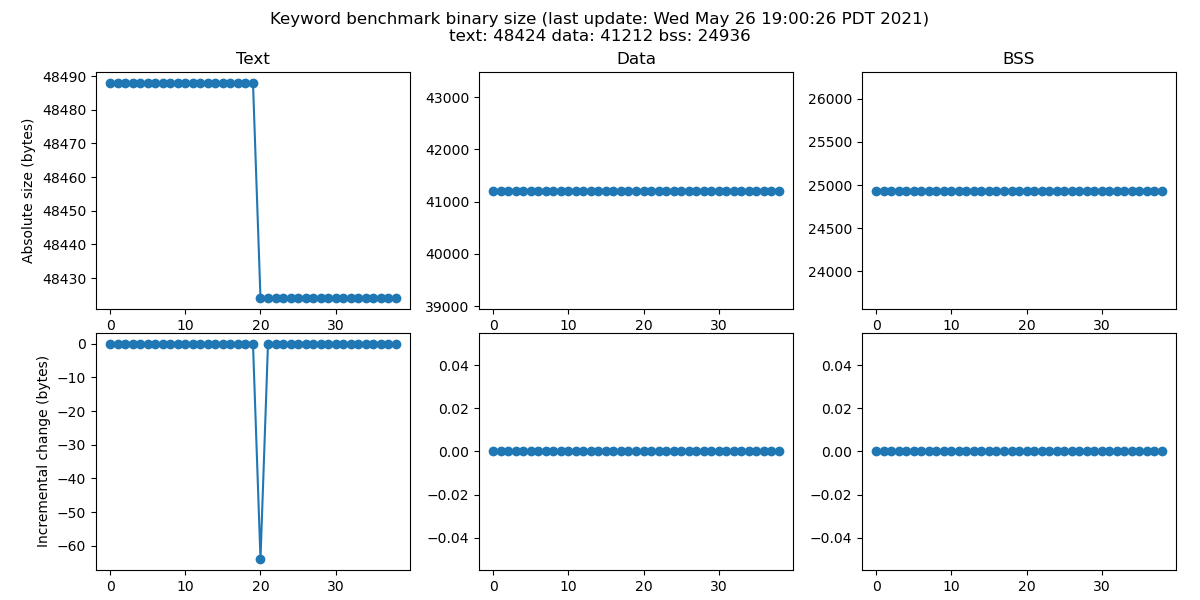 Keyword benchmark binary size (last update: Wed May 26 19:00:26 PDT 2021)
text: 48424 data: 41212 bss: 24936
Text
Absolute size (bytes)
48490
48480
48470
48460
48450
48440
48430
0 10 20 30
Data
43000
42000
41000
40000
39000
0 10 20 30
BSS
26000
25500
25000
24500
24000
0 10 20 30
Incremental change (bytes)
0
−10
−20
−30
−40
−50
−60
0 10 20 30
0.04
0.02
0.00
−0.02
−0.04
0 10 20 30
0.04
0.02
0.00
−0.02
−0.04
0 10 20 30